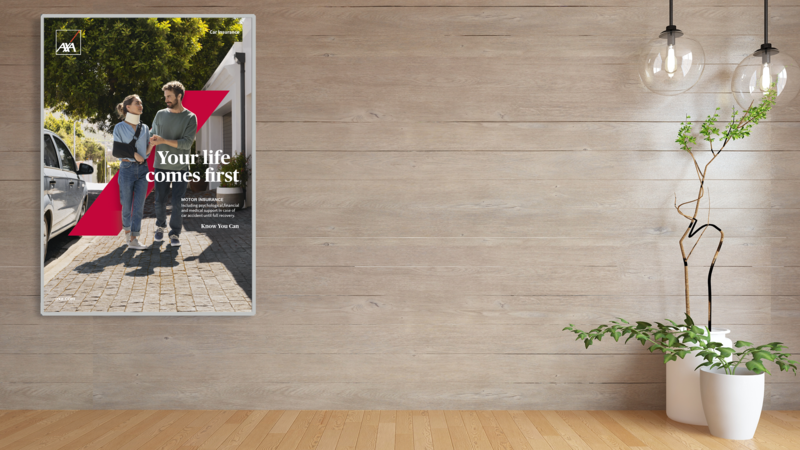 Car Insurance
AXA
Your life
comes first
MOTOR INSURANCE
including psychological, financial
and medical support in case of
car accident until full recovery.
Know You Can